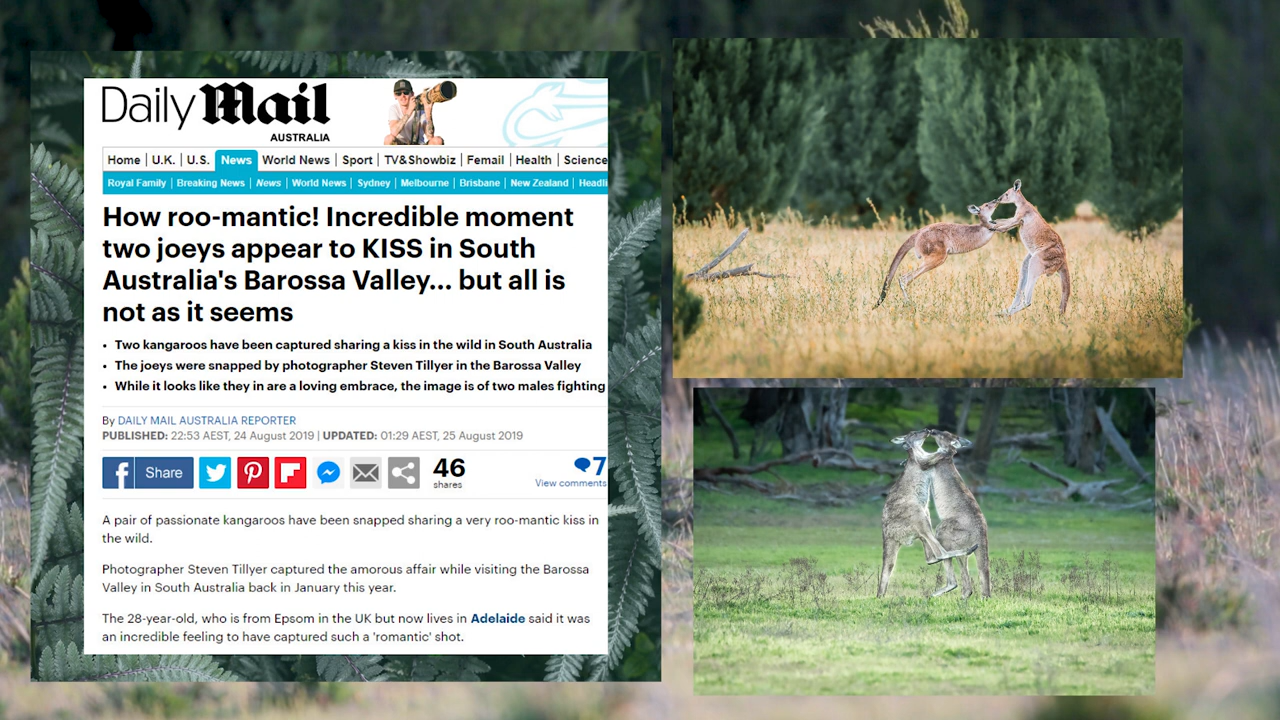 Daily Mail
AUSTRALIA
Home | U.K. | U.S. News World News | Sport | TV&Showbiz | Femail | Health | Science
Royal Family | Breaking News | News | World News | Sydney | Melbourne | Brisbane | New Zealand | Headli
How roo-mantic! Incredible moment
two joeys appear to KISS in South
Australia's Barossa Valley... but all is
not as it seems
• Two kangaroos have been captured sharing a kiss in the wild in South Australia
• The joeys were snapped by photographer Steven Tillyer in the Barossa Valley
• While it looks like they in are a loving embrace, the image is of two males fighting
By DAILY MAIL AUSTRALIA REPORTER
PUBLISHED: 22:53 AEST, 24 August 2019 | UPDATED: 01:29 AEST, 25 August 2019
f Share 46 shares 7 View comments
A pair of passionate kangaroos have been snapped sharing a very roo-mantic kiss in
the wild.
Photographer Steven Tillyer captured the amorous affair while visiting the Barossa
Valley in South Australia back in January this year.
The 28-year-old, who is from Epsom in the UK but now lives in Adelaide said it was
an incredible feeling to have captured such a 'romantic' shot.